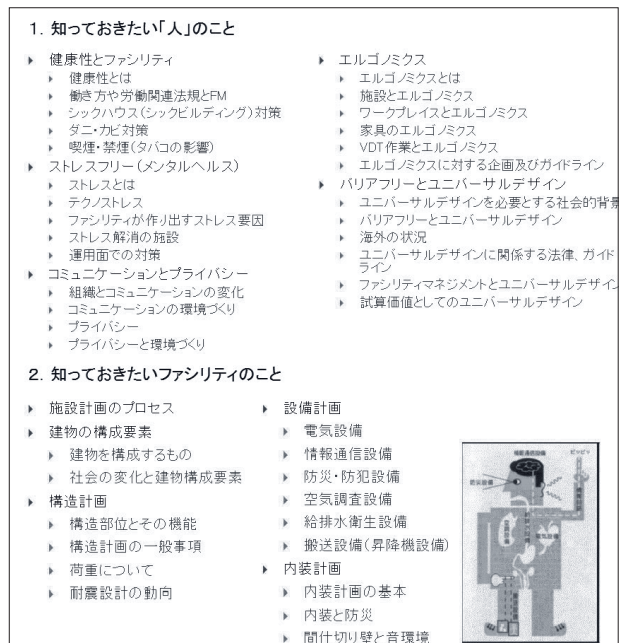 1. 知っておきたい「人」のこと
健康性とファシリティ
健康性とは
働き方や労働関連法規とFM
シックハウス(シックビルディング)対策
ダニ・カビ対策
喫煙・禁煙(タバコの影響)
ストレスフリー(メンタルヘルス)
ストレスとは
テクノストレス
ファシリティが作り出すストレス要因
ストレス解消の施設
運用面での対策
コミュニケーションとプライバシー
組織とコミュニケーションの変化
コミュニケーションの環境づくり
プライバシー
プライバシーと環境づくり
エルゴノミクス
エルゴノミクスとは
施設とエルゴノミクス
ワークプレイスとエルゴノミクス
家具のエルゴノミクス
VDT作業とエルゴノミクス
エルゴノミクスに対する企画及びガイドライン
バリアフリーとユニバーサルデザイン
ユニバーサルデザインを必要とする社会的背景
バリアフリーとユニバーサルデザイン
海外の状況
ユニバーサルデザインに関係する法律、ガイド
ライン
ファシリティマネジメントとユニバーサルデザイン
試算価値としてのユニバーサルデザイン
2. 知っておきたいファシリティのこと
施設計画のプロセス
建物の構成要素
建物を構成するもの
社会の変化と建物構成要素
構造計画
構造部位とその機能
構造計画の一般事項
荷重について
耐震設計の動向
設備計画
電気設備
情報通信設備
防災・防犯設備
空気調査設備
給排水衛生設備
搬送設備(昇降機設備)
内装計画
内装計画の基本
内装と防災
間仕切り壁と音環境
情報通信設備
防災設備